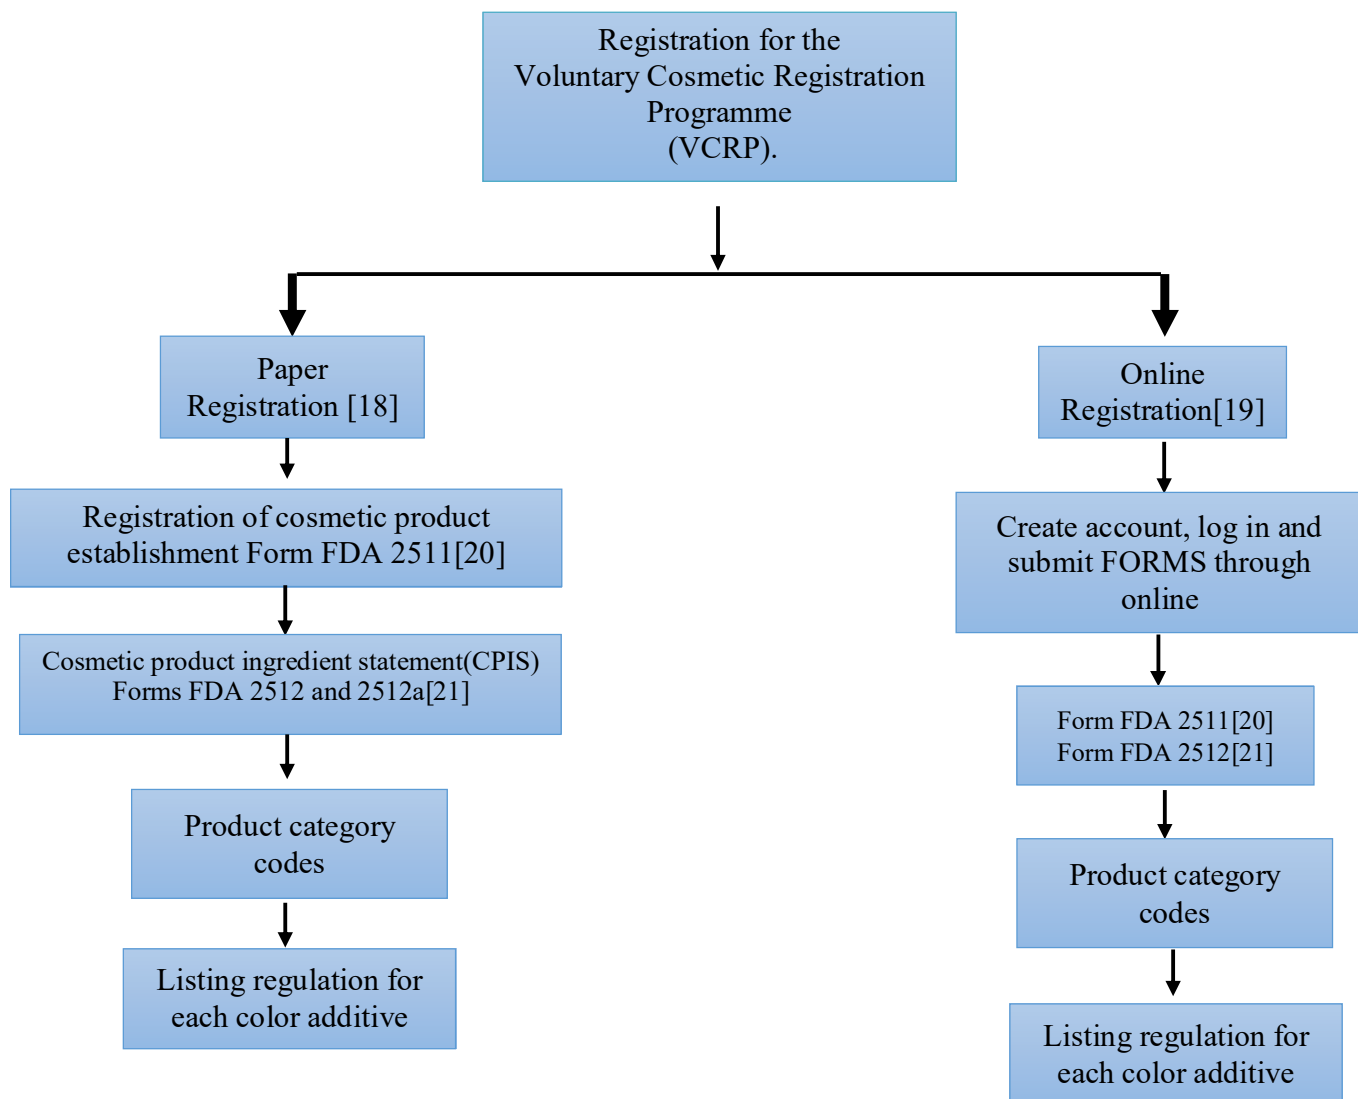 Registration for the
Voluntary Cosmetic Registration
Programme
(VCRP).
Paper
Registration [18]
Registration of cosmetic product
establishment Form FDA 2511[20]
Cosmetic product ingredient statement(CPIS)
Forms FDA 2512 and 2512a[21]
Product category
codes
Listing regulation for
each color additive
Online
Registration[19]
Create account, log in and
submit FORMS through
online
Form FDA 2511[20]
Form FDA 2512[21]
Product category
codes
Listing regulation for
each color additive